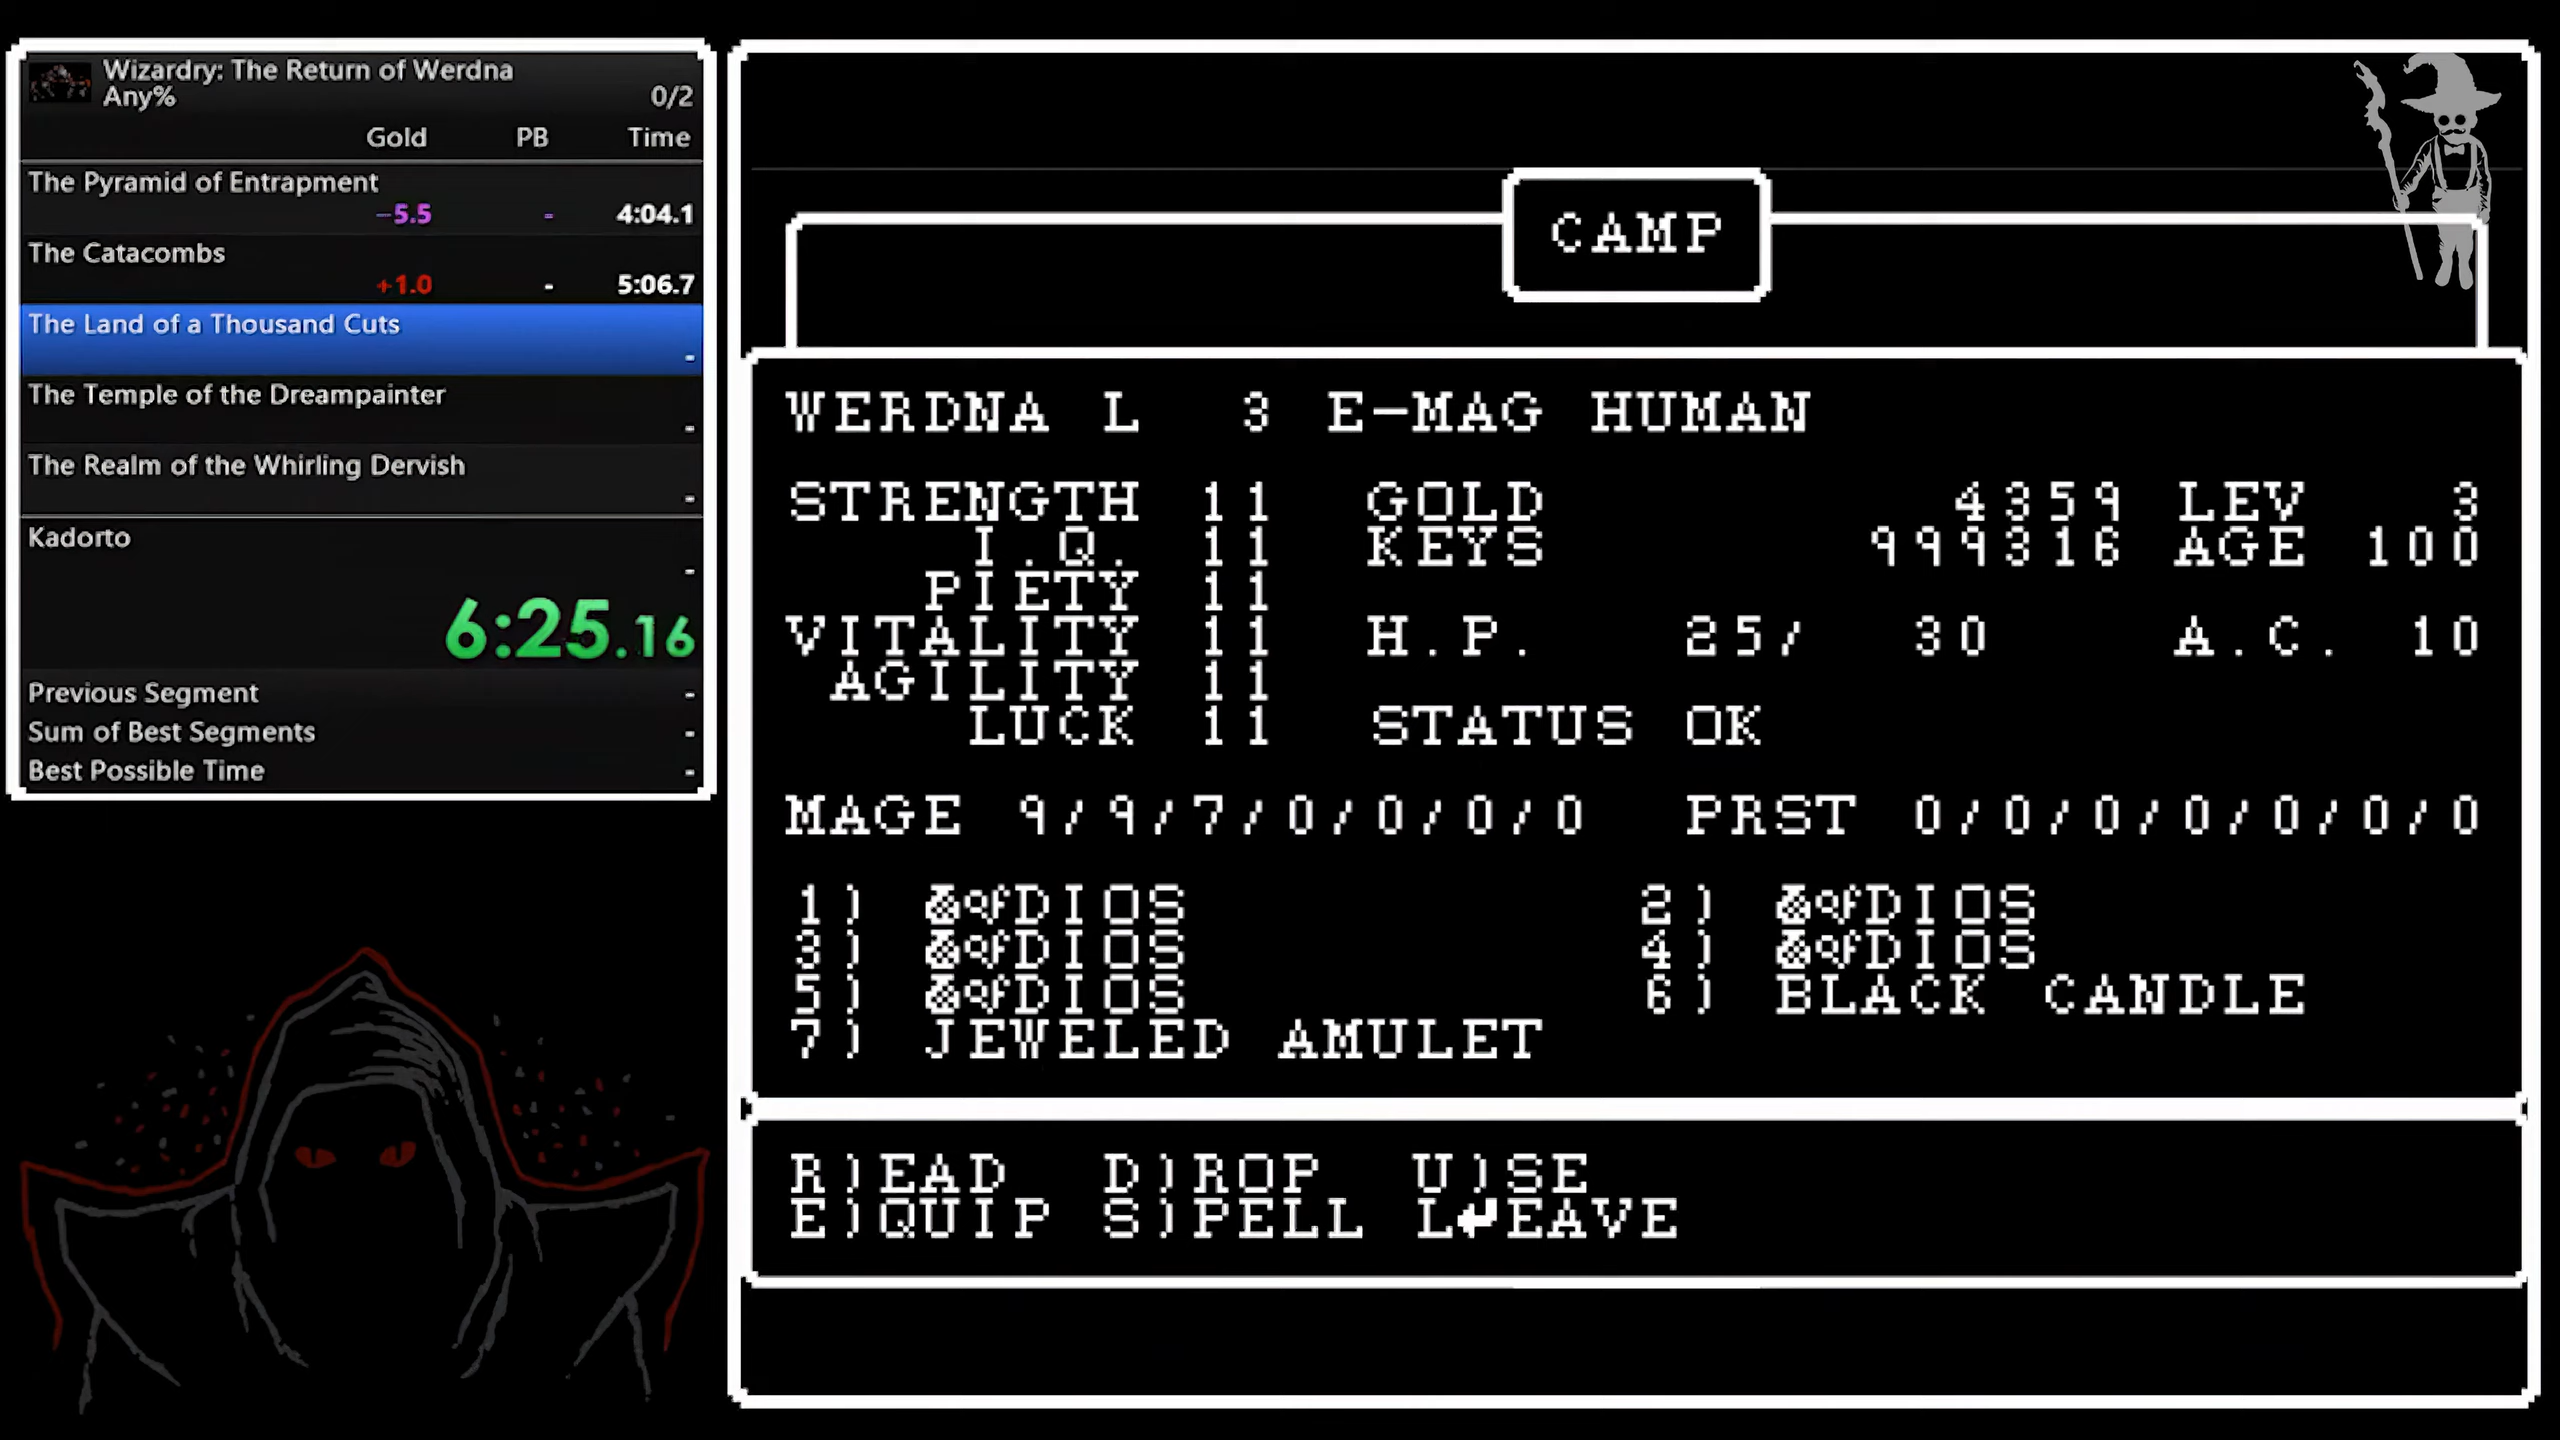 Wizardry: The Return of Werdna
Any% 0/2
Gold PB Time
The Pyramid of Entrapment
−5.5 - 4:04.1
The Catacombs
+1.0 - 5:06.7
The Land of a Thousand Cuts
-
The Temple of the Dreampainter
-
The Realm of the Whirling Dervish
-
Kadorto
-
6:25.16
Previous Segment -
Sum of Best Segments -
Best Possible Time -
CAMP
WERDNA L 3 E-MAG HUMAN
STRENGTH 11 GOLD 4359 LEV 3
I.Q. 11 KEYS 999316 AGE 100
PIETY 11
VITALITY 11 H.P. 25/ 30 A.C. 10
AGILITY 11
LUCK 11 STATUS OK
MAGE 9/9/7/0/0/0/0 PRST 0/0/0/0/0/0/0
1) DIOS 2) DIOS
3) DIOS 4) DIOS
5) DIOS 6) BLACK CANDLE
7) JEWELED AMULET
R)EAD D)ROP U)SE
E)QUIP S)PELL L↵EAVE